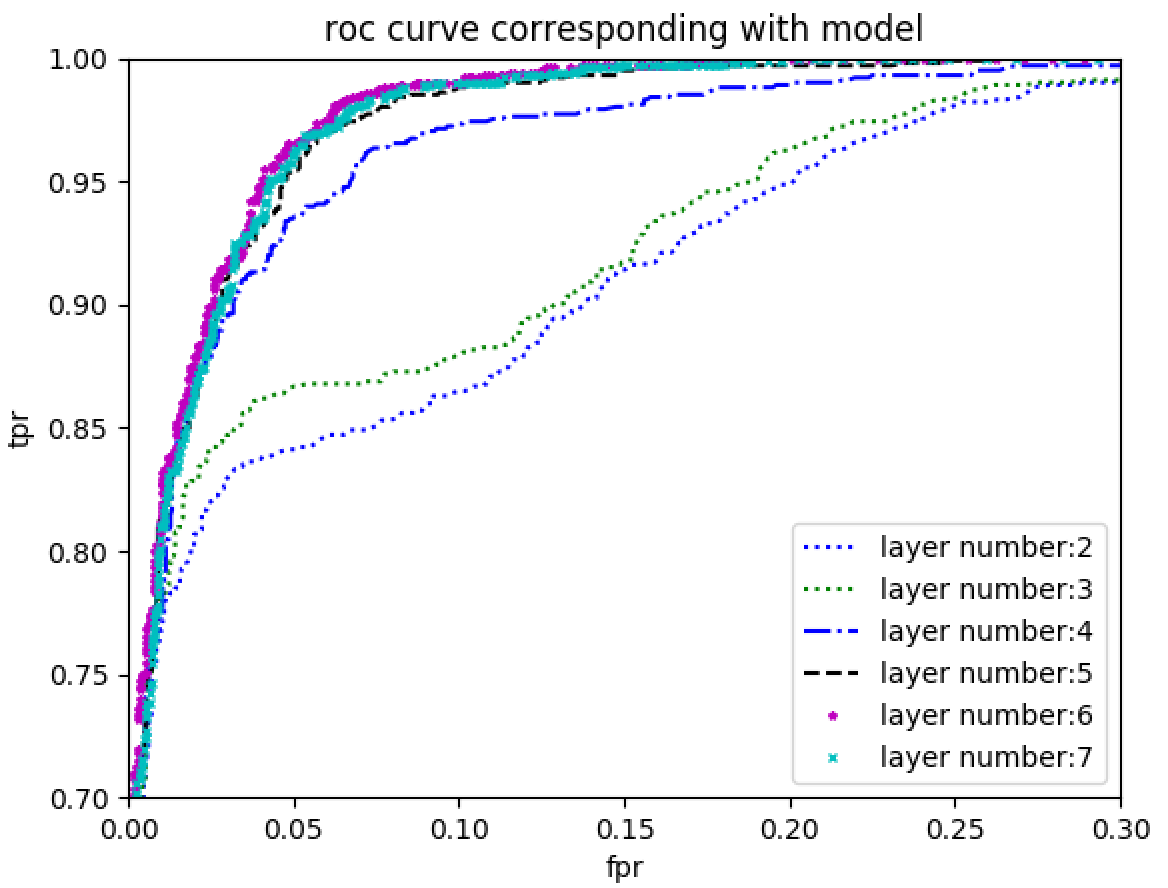 roc curve corresponding with model
1.00
0.95
0.90
0.85
0.80
0.75
0.70
tpr
layer number:2
layer number:3
layer number:4
layer number:5
layer number:6
layer number:7
0.00 0.05 0.10 0.15 0.20 0.25 0.30
fpr